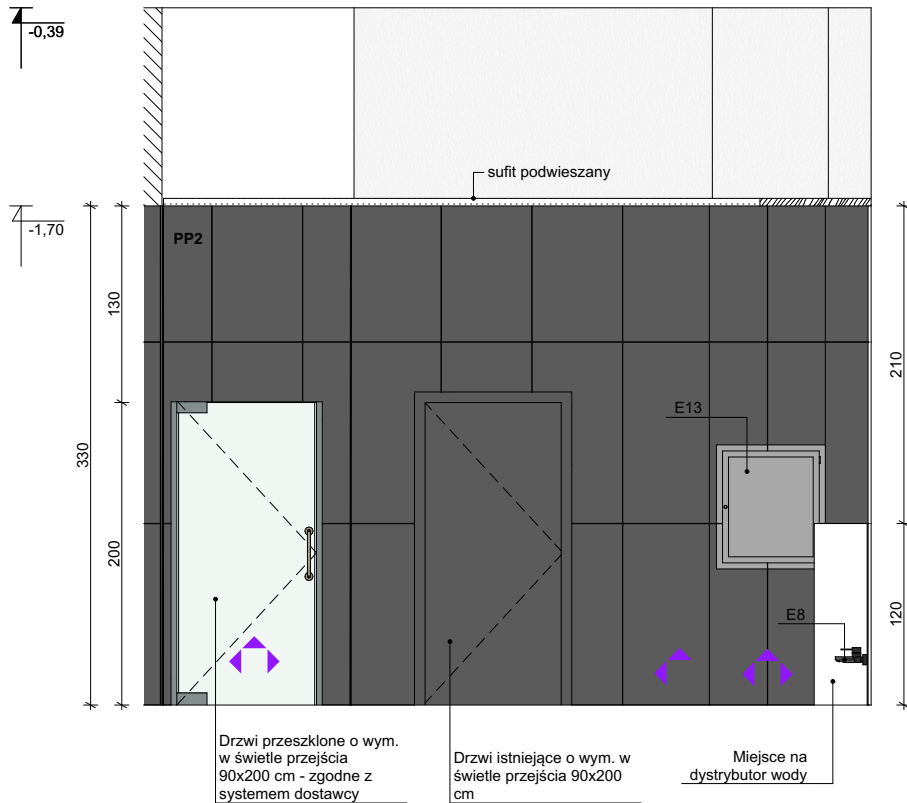 -0,39
sufit podwieszany
-1,70
PP2
130
210
E13
330
200
120
E8
Drzwi przeszklone o wym.
w świetle przejścia
90x200 cm - zgodne z
systemem dostawcy
Drzwi istniejące o wym. w
świetle przejścia 90x200
cm
Miejsce na
dystrybutor wody